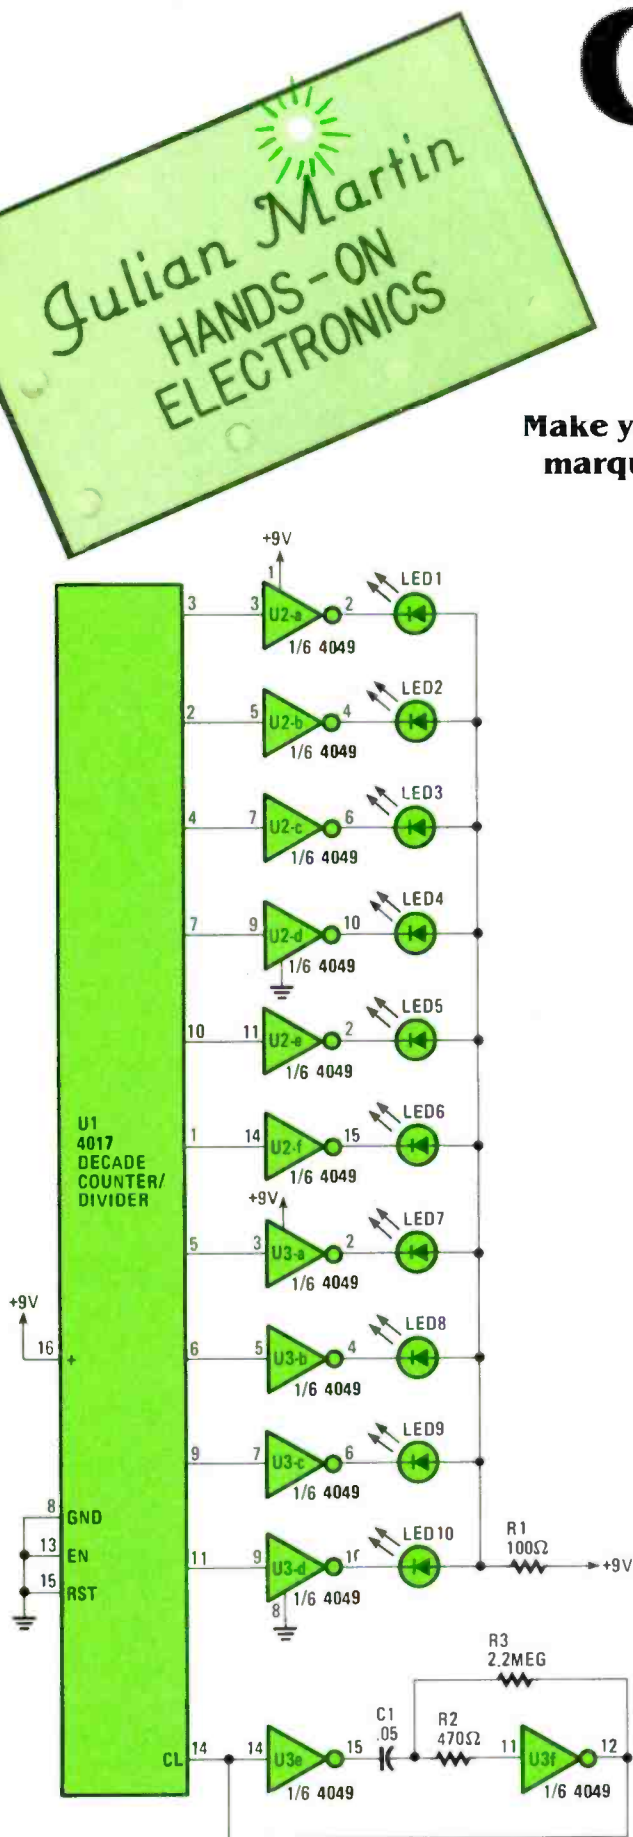 Julian Martin
HANDS-ON
ELECTRONICS
Make y
marqu
+9V
1
3 3 U2-a 2 LED1
1/6 4049
2 5 U2-b 4 LED2
1/6 4049
4 7 U2-c 6 LED3
1/6 4049
7 9 U2-d 10 LED4
1/6 4049
10 11 U2-e 2 LED5
1/6 4049
U1
4017
DECADE
COUNTER/
DIVIDER
1 14 U2-f 15 LED6
1/6 4049
+9V
5 3 U3-a 2 LED7
1/6 4049
+9V
16 +
6 5 U3-b 4 LED8
1/6 4049
9 7 U3-c 6 LED9
1/6 4049
8 GND
13 EN
15 RST
11 9 U3-d LED10
8
1/6 4049
R1
100Ω
+9V
R3
2.2MEG
C1
.05
R2
470Ω
CL 14 14 U3e 15 11 U3f 12
1/6 4049 1/6 4049